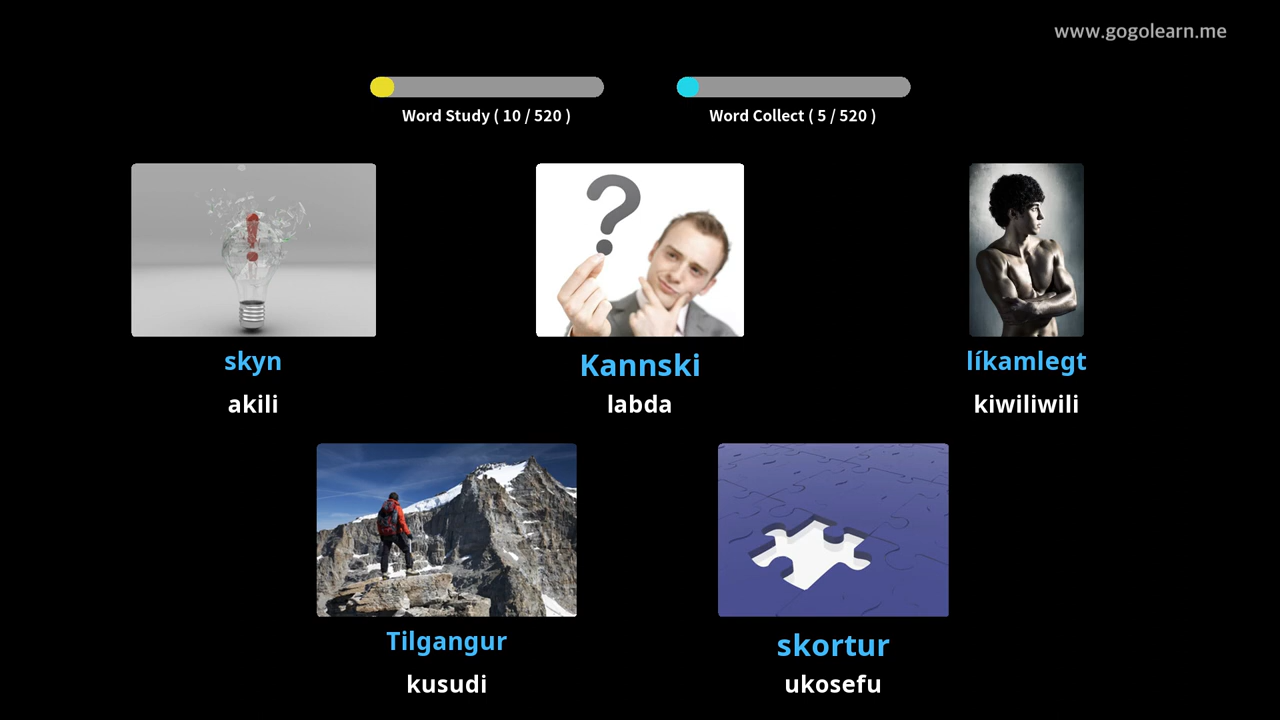 www.gogolearn.me
Word Study ( 10 / 520 )
Word Collect ( 5 / 520 )
skyn
akili
Kannski
labda
líkamlegt
kiwiliwili
Tilgangur
kusudi
skortur
ukosefu